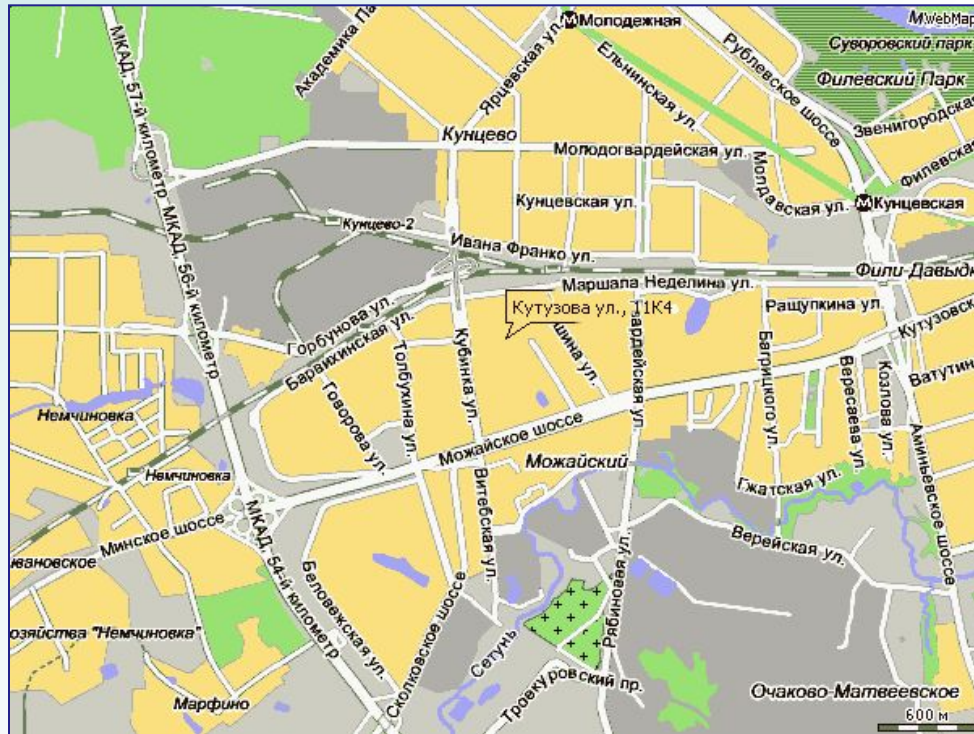 Молодежная
WebMap
Суворовский парк
Филевский Парк
МКАД, 57-й километр
Академика Па
Ярцевская ул.
Ельнинская ул.
Рублевское шоссе
Звенигородская
Кунцево
Молодогвардейская ул.
Молдавская ул.
Филевская
Кунцевская ул.
Кунцевская
Кунцево-2
МКАД, 56-й километр
Ивана Франко ул.
Фили-Давыдк
Маршала Неделина ул.
Кутузова ул.,
Ращупкина ул.
Кутузовск
Горбунова ул.
Барвихинская ул.
Кубинка ул.
Толбухина ул.
Говорова ул.
Багрицкого ул.
Вересаева ул.
Козлова ул.
Ватутин
Немчиновка
Можайское шоссе
Можайский
Немчиновка
Гжатская ул.
Аминьевское шоссе
Минское шоссе
МКАД, 54-й километр
Витебская ул.
Верейская ул.
ивановское
Беловежская ул.
Сколковское шоссе
Рябиновая ул.
Сетунь
озяйства "Немчиновка"
Троекуровский пр.
Марфино
Очаково-Матвеевское
600 м